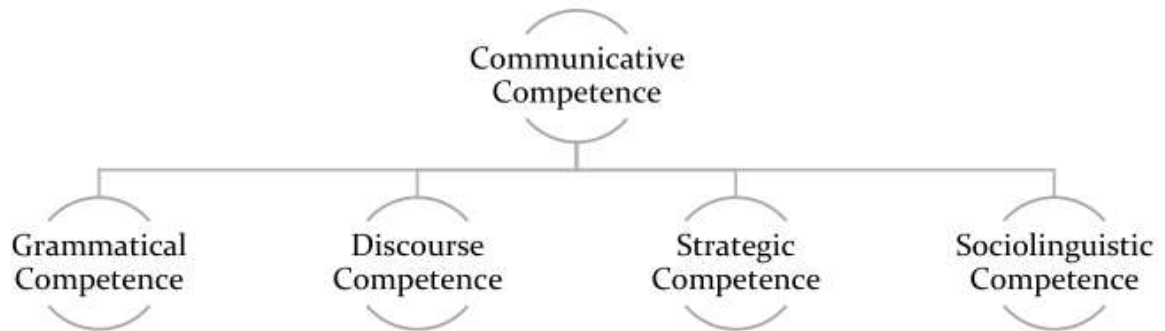 Communicative
Competence
Grammatical
Competence
Discourse
Competence
Strategic
Competence
Sociolinguistic
Competence